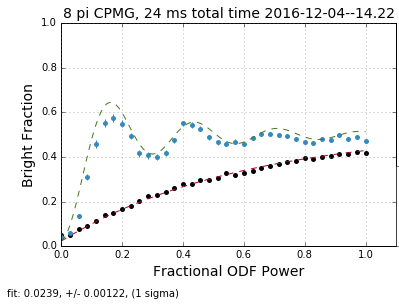 8 pi CPMG, 24 ms total time 2016-12-04--14.22
1.0
0.8
0.6
0.4
0.2
0.0
Bright Fraction
0.0 0.2 0.4 0.6 0.8 1.0
Fractional ODF Power
fit: 0.0239, +/- 0.00122, (1 sigma)